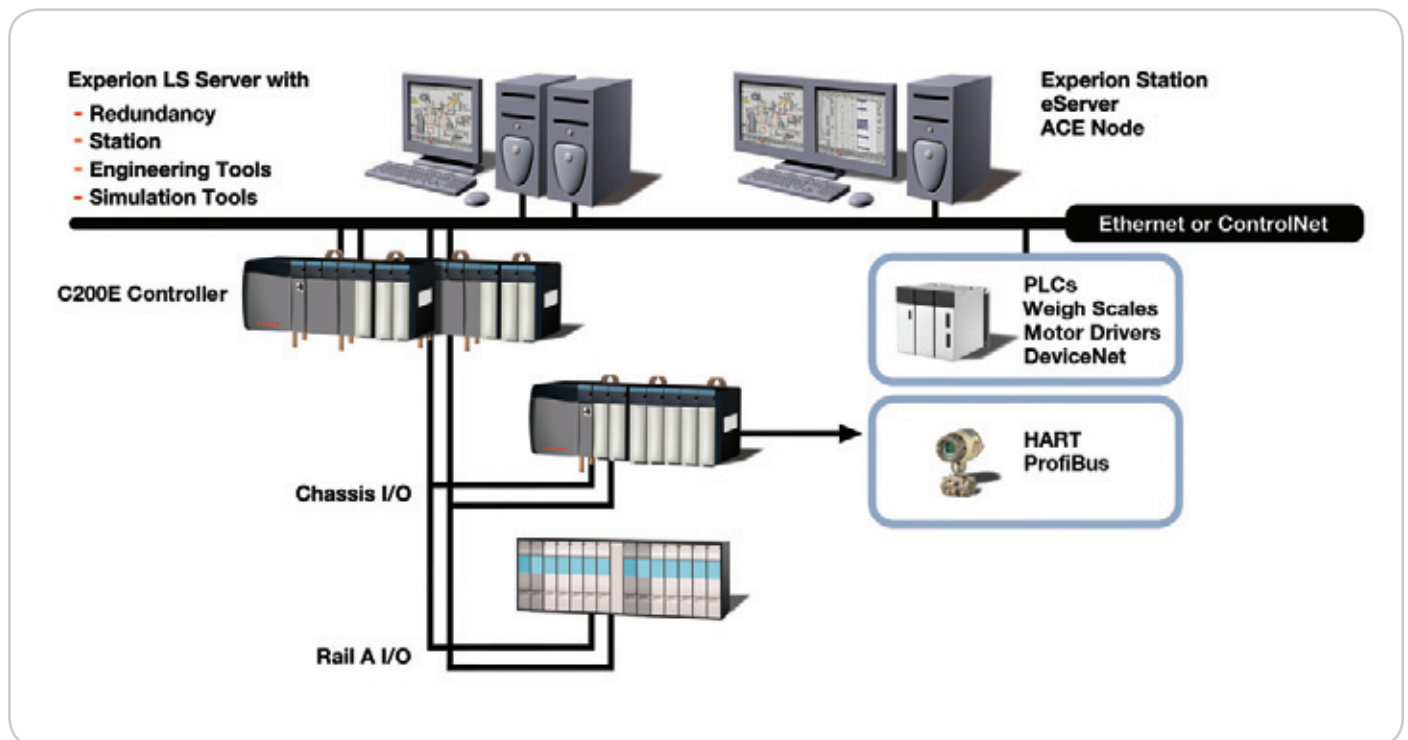 Experion LS Server with
- Redundancy
- Station
- Engineering Tools
- Simulation Tools
Experion Station
eServer
ACE Node
Ethernet or ControlNet
C200E Controller
PLCs
Weigh Scales
Motor Drivers
DeviceNet
HART
ProfiBus
Chassis I/O
Rail A I/O